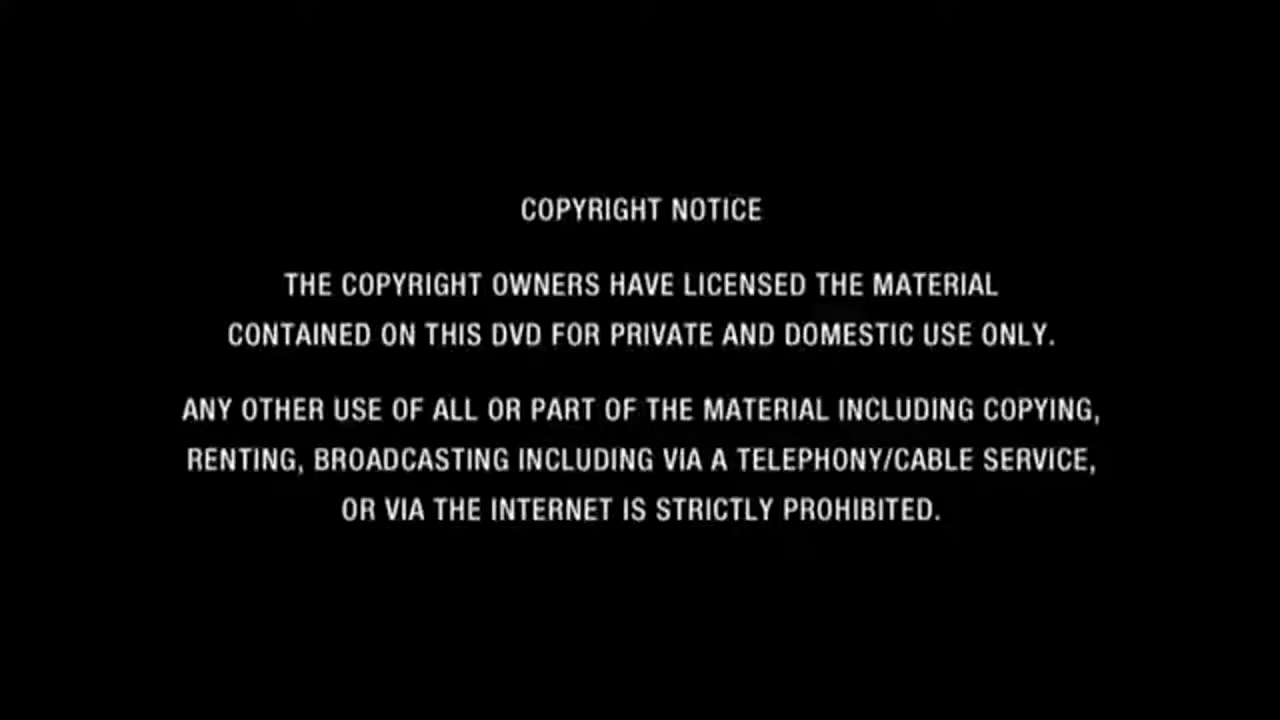 COPYRIGHT NOTICE
THE COPYRIGHT OWNERS HAVE LICENSED THE MATERIAL
CONTAINED ON THIS DVD FOR PRIVATE AND DOMESTIC USE ONLY.
ANY OTHER USE OF ALL OR PART OF THE MATERIAL INCLUDING COPYING,
RENTING, BROADCASTING INCLUDING VIA A TELEPHONY/CABLE SERVICE,
OR VIA THE INTERNET IS STRICTLY PROHIBITED.